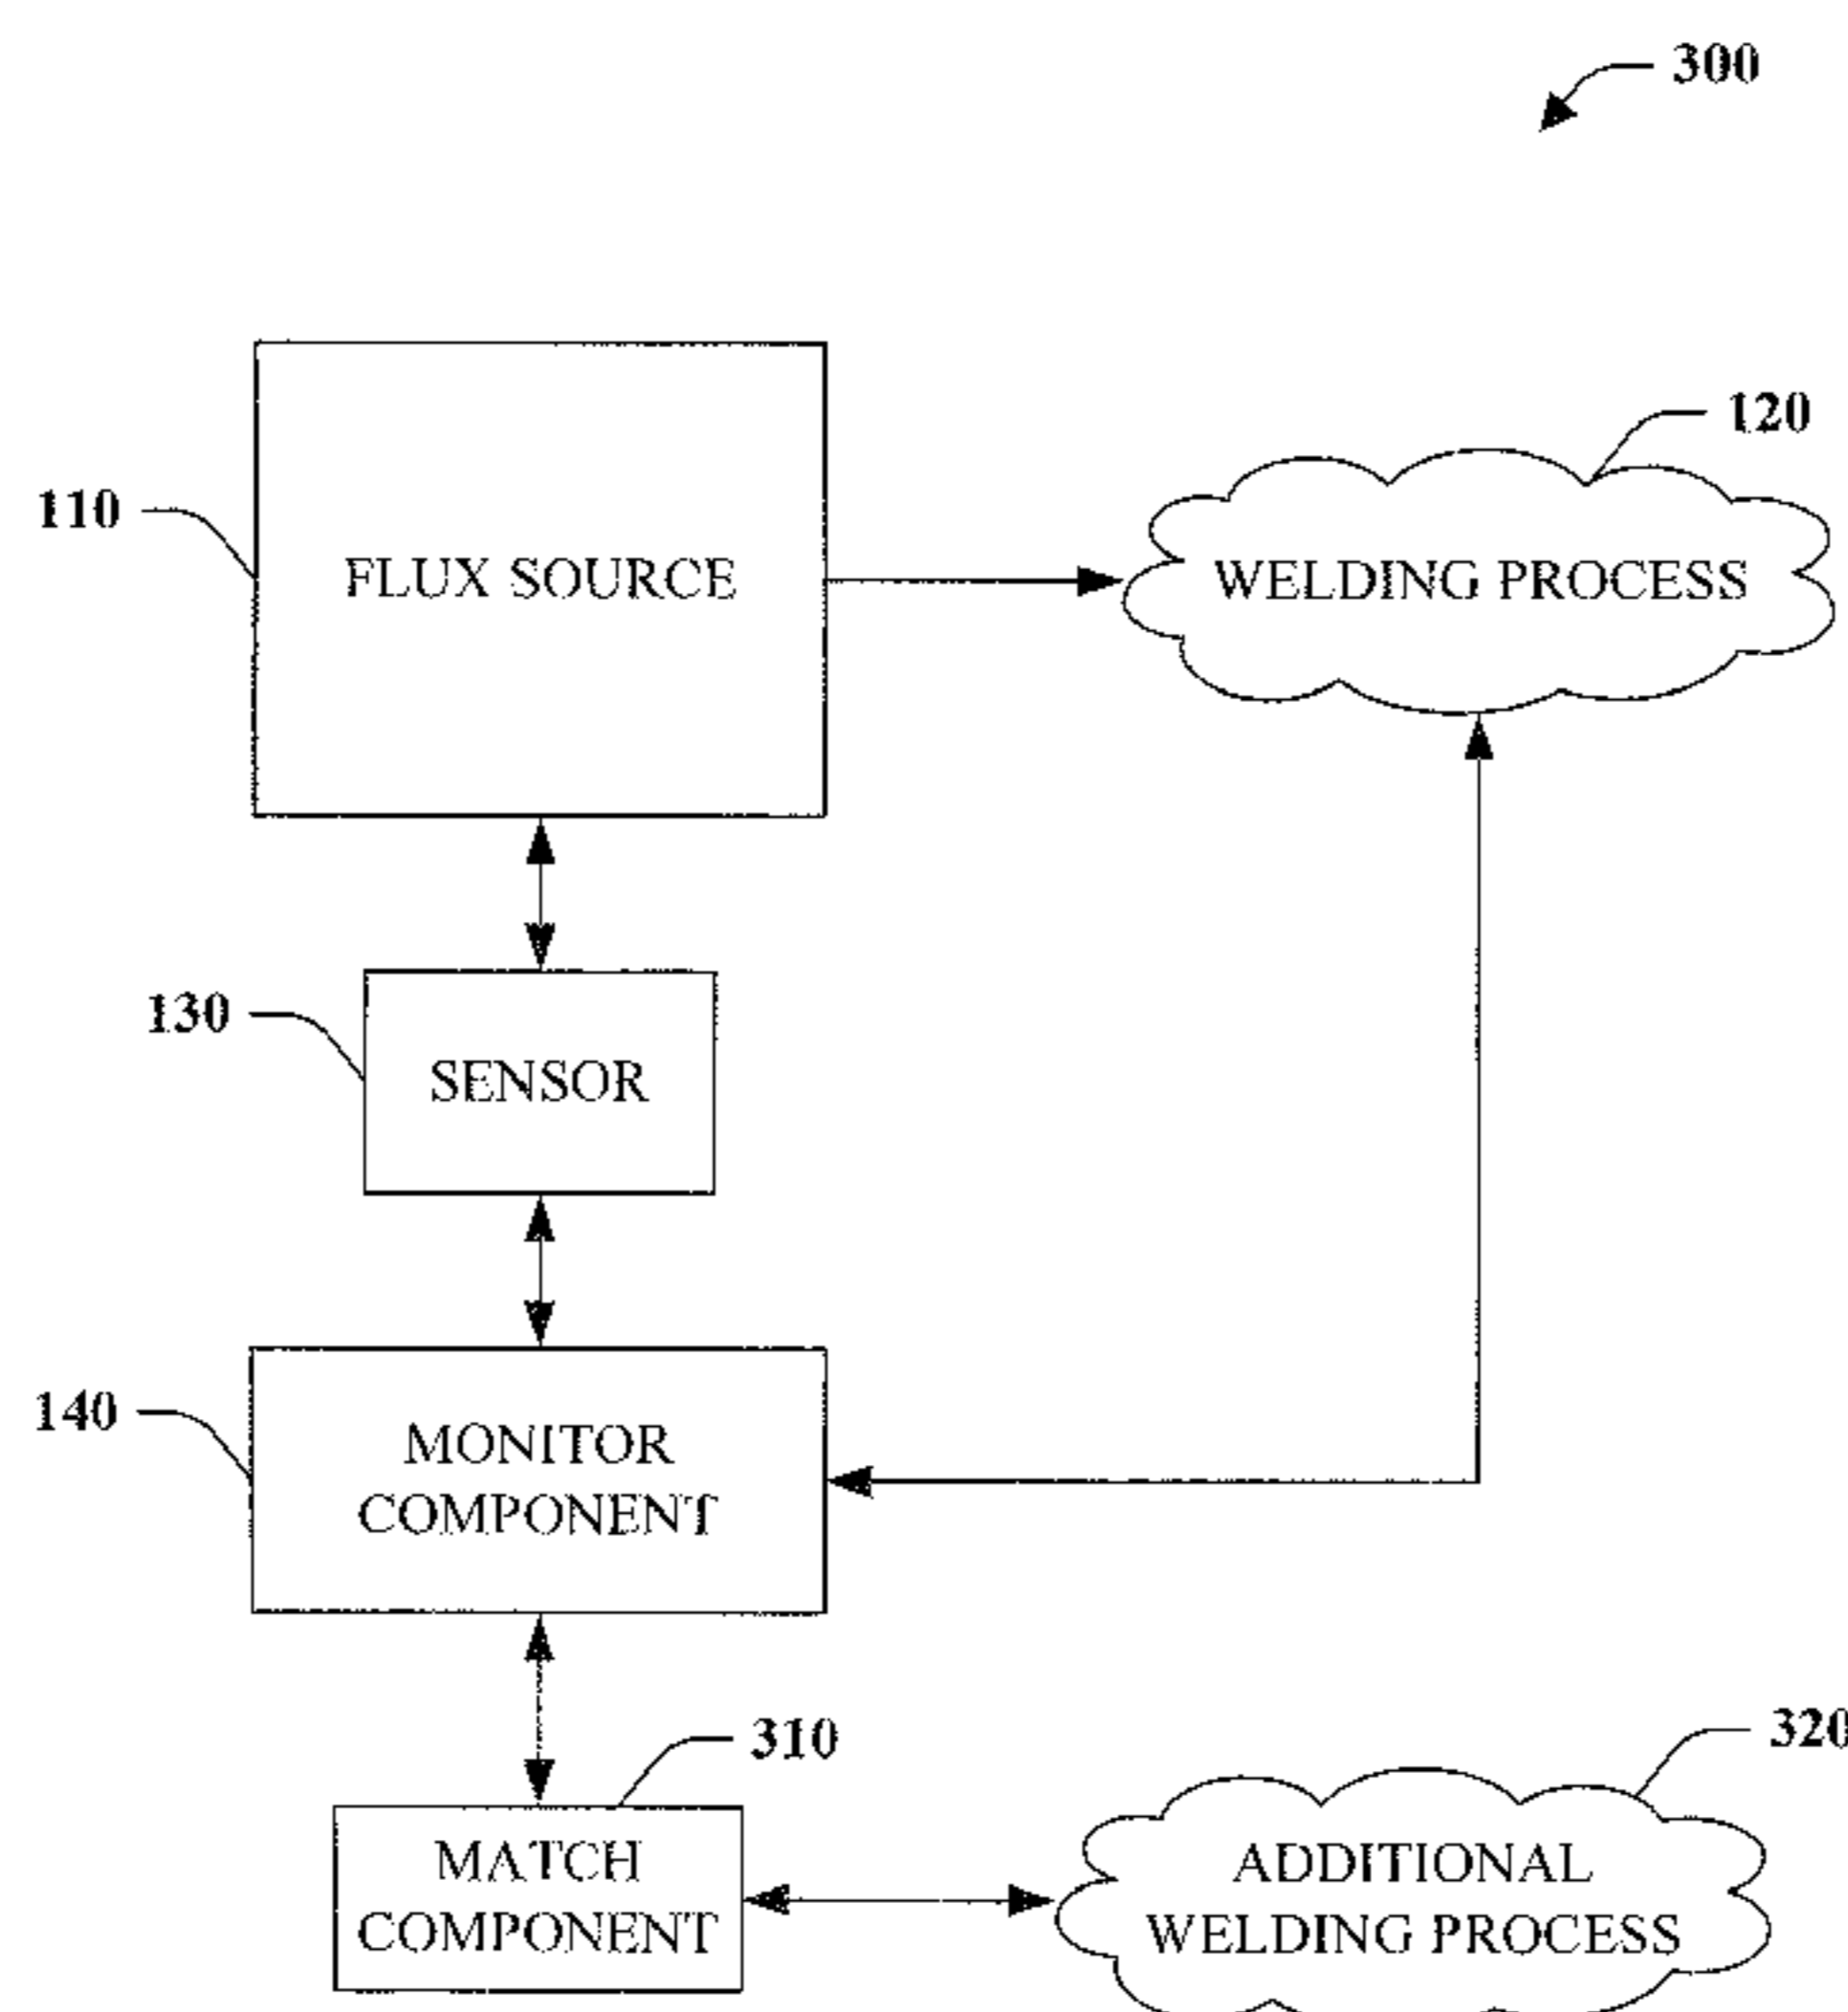 300
120
110
FLUX SOURCE
WELDING PROCESS
130
SENSOR
140
MONITOR
COMPONENT
310
320
MATCH
COMPONENT
ADDITIONAL
WELDING PROCESS